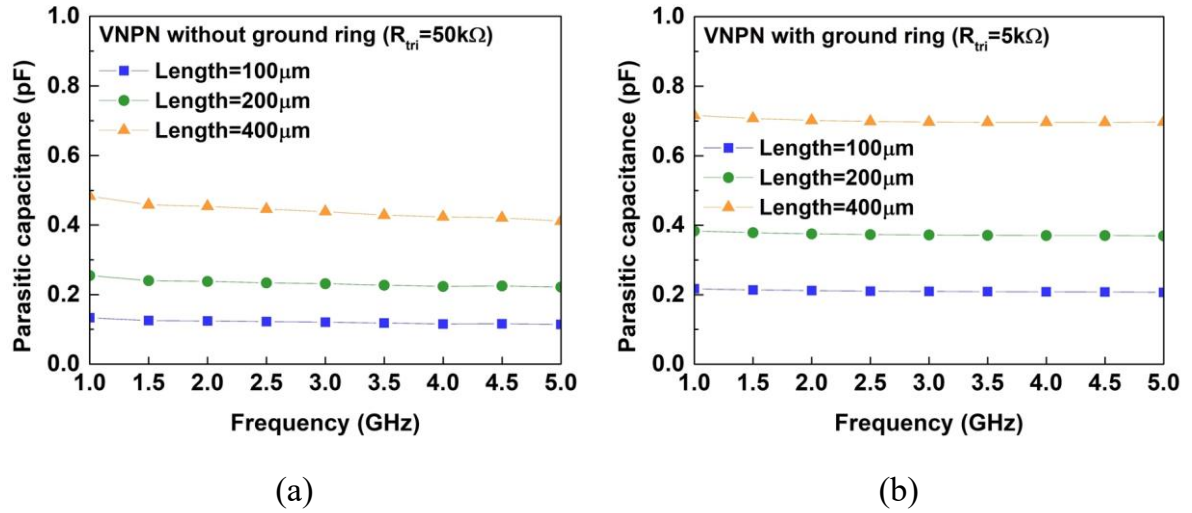 VNPN without ground ring (Rtri=50kΩ)
Length=100μm
Length=200μm
Length=400μm
Parasitic capacitance (pF)
1.0
0.8
0.6
0.4
0.2
0.0
1.0 1.5 2.0 2.5 3.0 3.5 4.0 4.5 5.0
Frequency (GHz)
(a)
VNPN with ground ring (Rtri=5kΩ)
Length=100μm
Length=200μm
Length=400μm
Parasitic capacitance (pF)
1.0
0.8
0.6
0.4
0.2
0.0
1.0 1.5 2.0 2.5 3.0 3.5 4.0 4.5 5.0
Frequency (GHz)
(b)